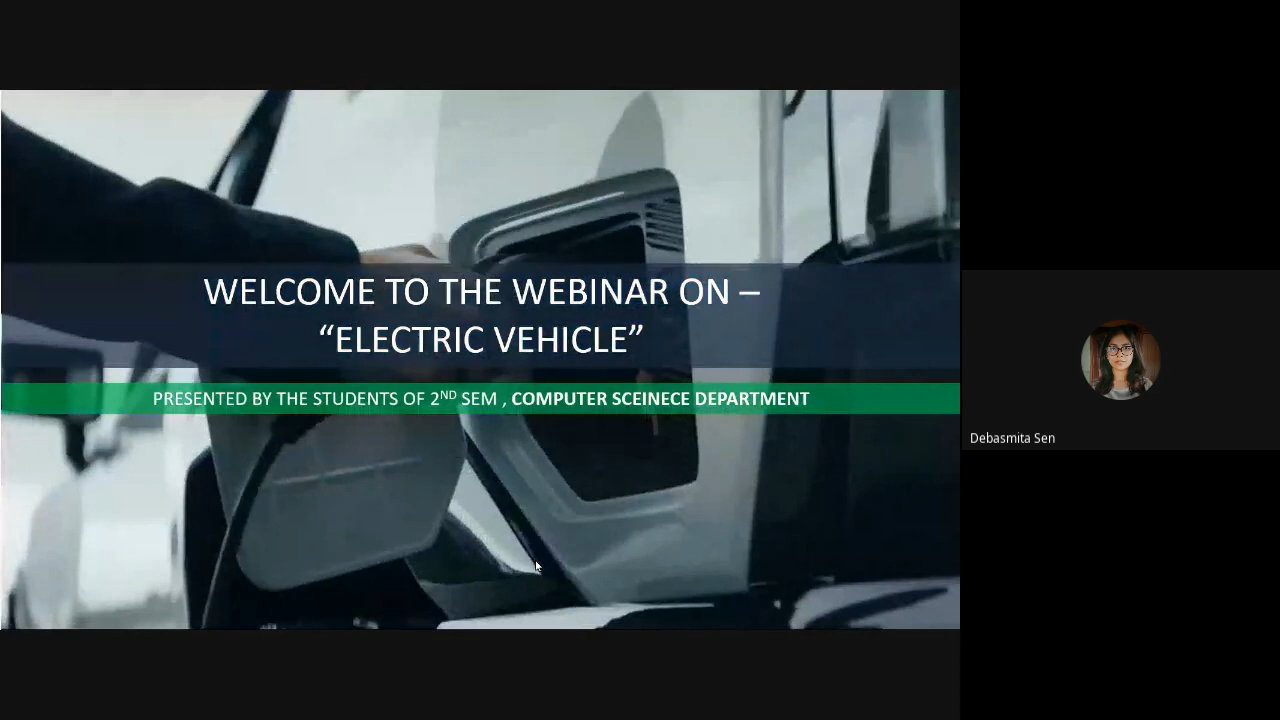 WELCOME TO THE WEBINAR ON –
“ELECTRIC VEHICLE”
PRESENTED BY THE STUDENTS OF 2ND SEM , COMPUTER SCEINECE DEPARTMENT
Debasmita Sen